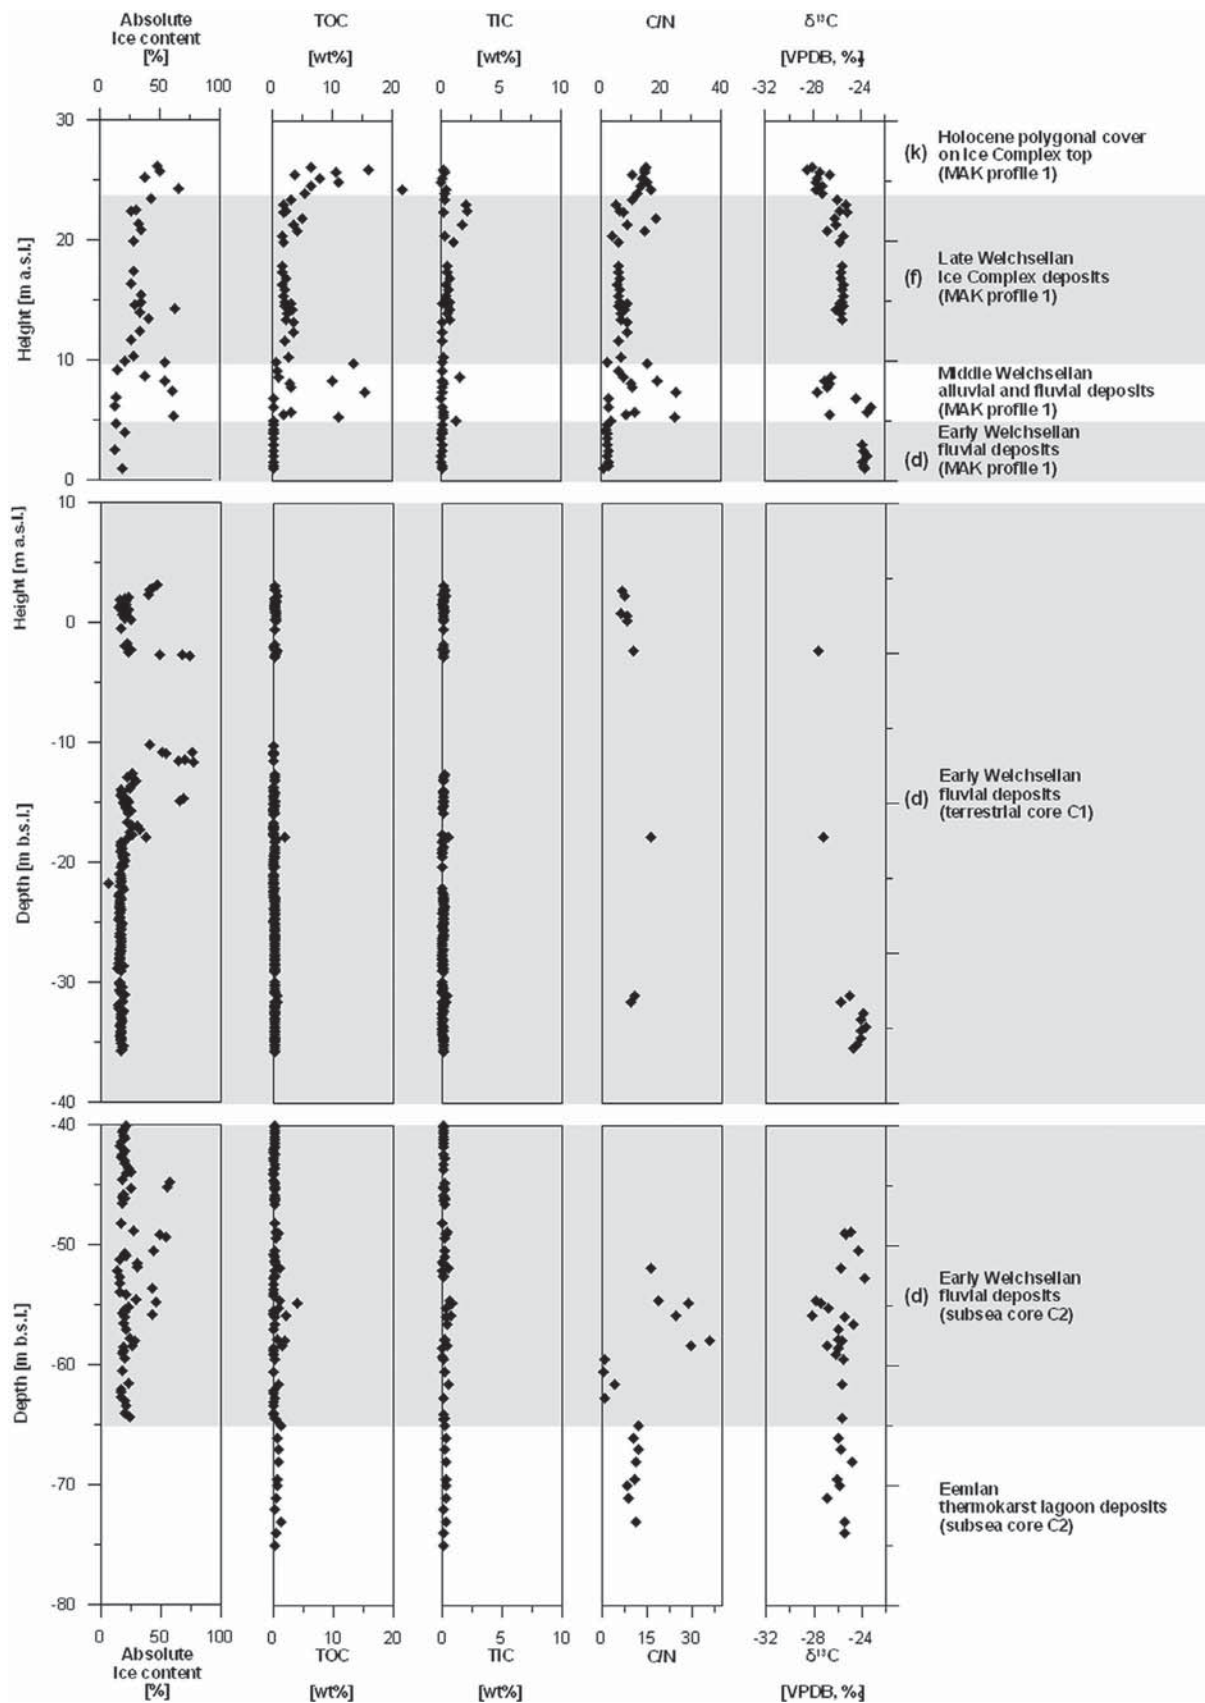 Absolute
Ice content
[%]
TOC
[wt%]
TIC
[wt%]
C/N
δ¹³C
[VPDB, ‰]
0 50 100
0 10 20
0 5 10
0 20 40
-32 -28 -24
30
20
10
0
Height [m a.s.l.]
(k) Holocene polygonal cover
on Ice Complex top
(MAK profile 1)
(f) Late Weichselian
Ice Complex deposits
(MAK profile 1)
Middle Weichselian
alluvial and fluvial deposits
(MAK profile 1)
(d) Early Weichselian
fluvial deposits
(MAK profile 1)
10
0
-10
-20
-30
-40
Height [m a.s.l.]
Depth [m b.s.l.]
(d) Early Weichselian
fluvial deposits
(terrestrial core C1)
-40
-50
-60
-70
-80
Depth [m b.s.l.]
(d) Early Weichselian
fluvial deposits
(subsea core C2)
Eemian
thermokarst lagoon deposits
(subsea core C2)
0 50 100
0 10 20
0 5 10
0 15 30
-32 -28 -24
Absolute
Ice content
[%]
TOC
[wt%]
TIC
[wt%]
C/N
δ¹³C
[VPDB, ‰]